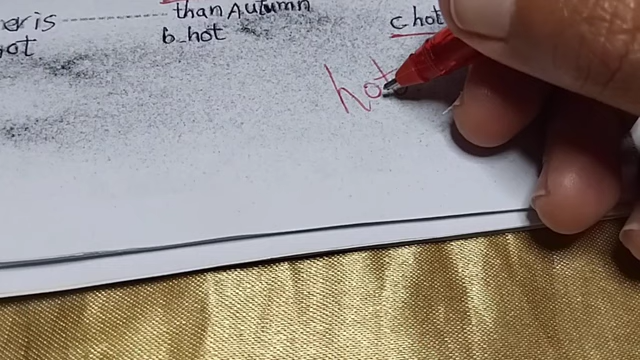 er is ---------- than Autumn
ot b-hot c hot
hot